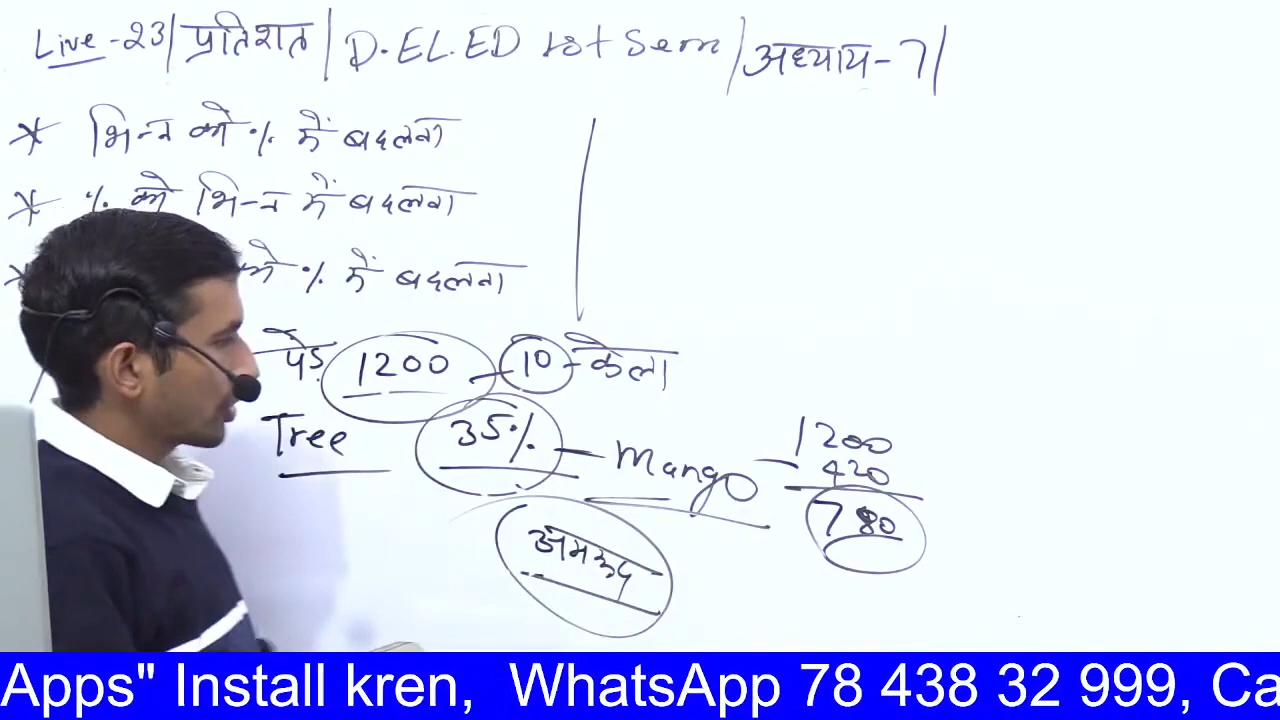 Live-23| प्रतिशत | D.EL.ED 1st Sem | अध्याय-7|
* भिन्न को % में बदलना
* % को भिन्न में बदलना
को % में बदलना
पेड़ 1200 - 10 - केला
Tree 35% - Mango
अमरूद
1200
- 420
780
Apps" Install kren, WhatsApp 78 438 32 999, Ca